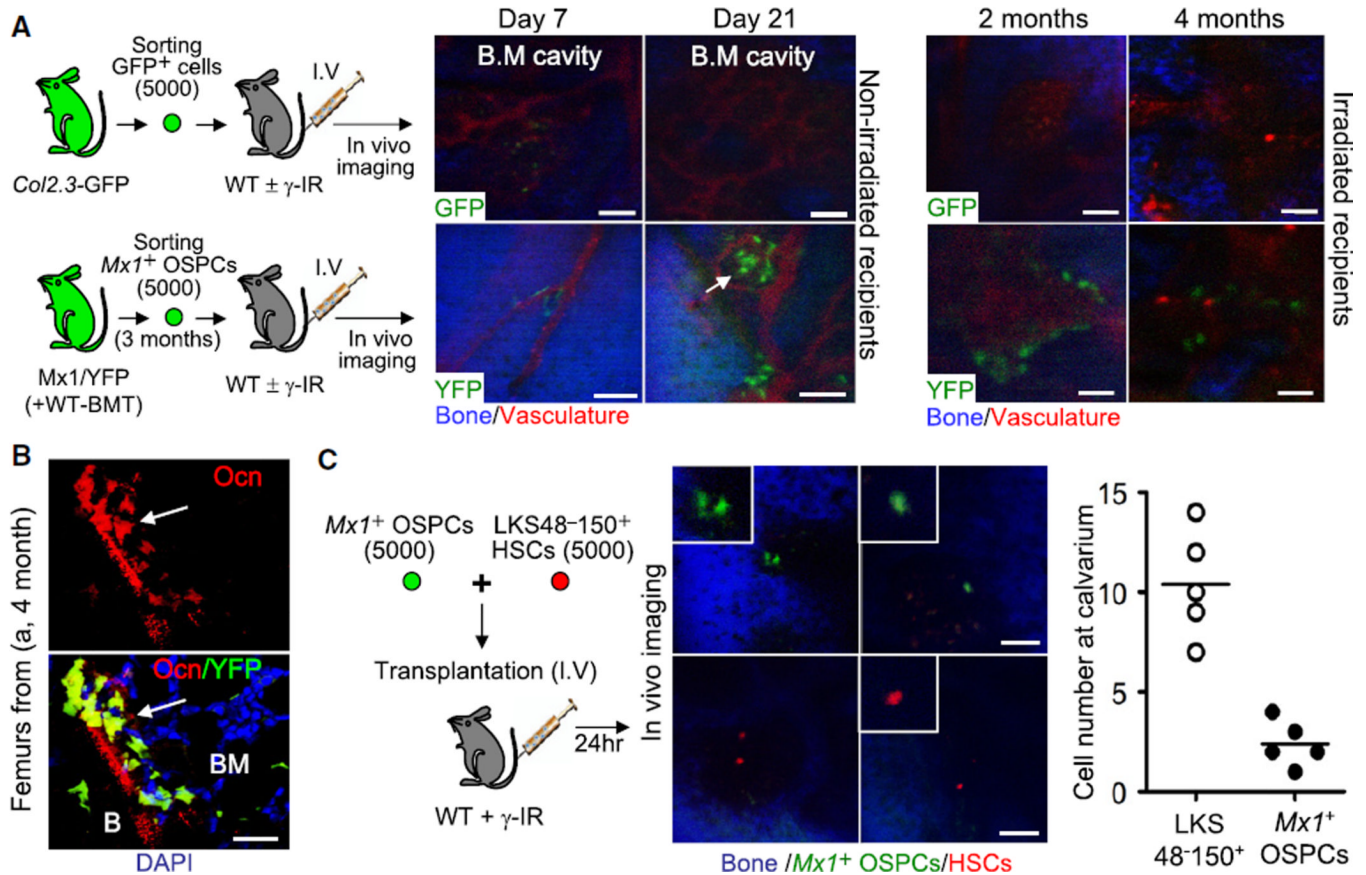 A
Sorting
GFP+ cells
(5000)
I.V
In vivo
imaging
Col2.3-GFP
WT ± γ-IR
Sorting
Mx1+ OSPCs
(5000)
(3 months)
I.V
In vivo
imaging
Mx1/YFP
(+WT-BMT)
WT ± γ-IR
Day 7
Day 21
B.M cavity
B.M cavity
GFP
YFP
Bone/Vasculature
Non-irradiated recipients
2 months
4 months
GFP
YFP
Bone/Vasculature
Irradiated recipients
B
Femurs from (a, 4 month)
Ocn
Ocn/YFP
BM
B
DAPI
C
Mx1+ OSPCs
(5000)
+
LKS48-150+
HSCs (5000)
Transplantation (I.V)
24hr
WT + γ-IR
In vivo imaging
Bone /Mx1+ OSPCs/HSCs
Cell number at calvarium
15
10
5
0
LKS
48-150+
Mx1+
OSPCs